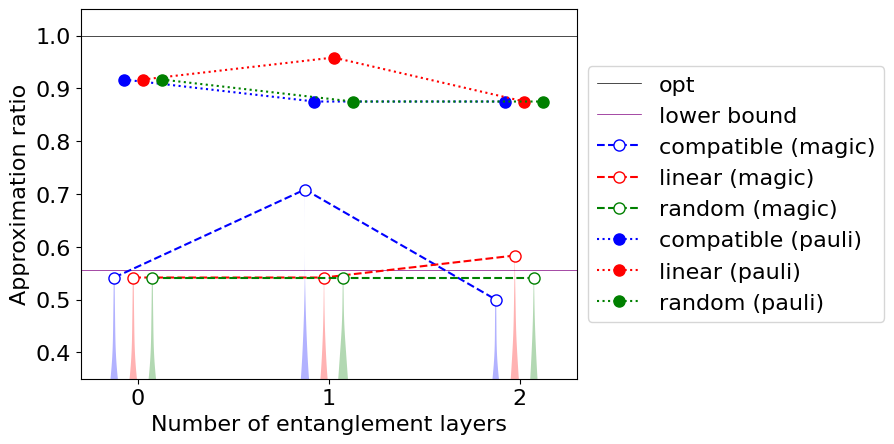 Approximation ratio
1.0
0.9
0.8
0.7
0.6
0.5
0.4
0
1
2
Number of entanglement layers
opt
lower bound
compatible (magic)
linear (magic)
random (magic)
compatible (pauli)
linear (pauli)
random (pauli)